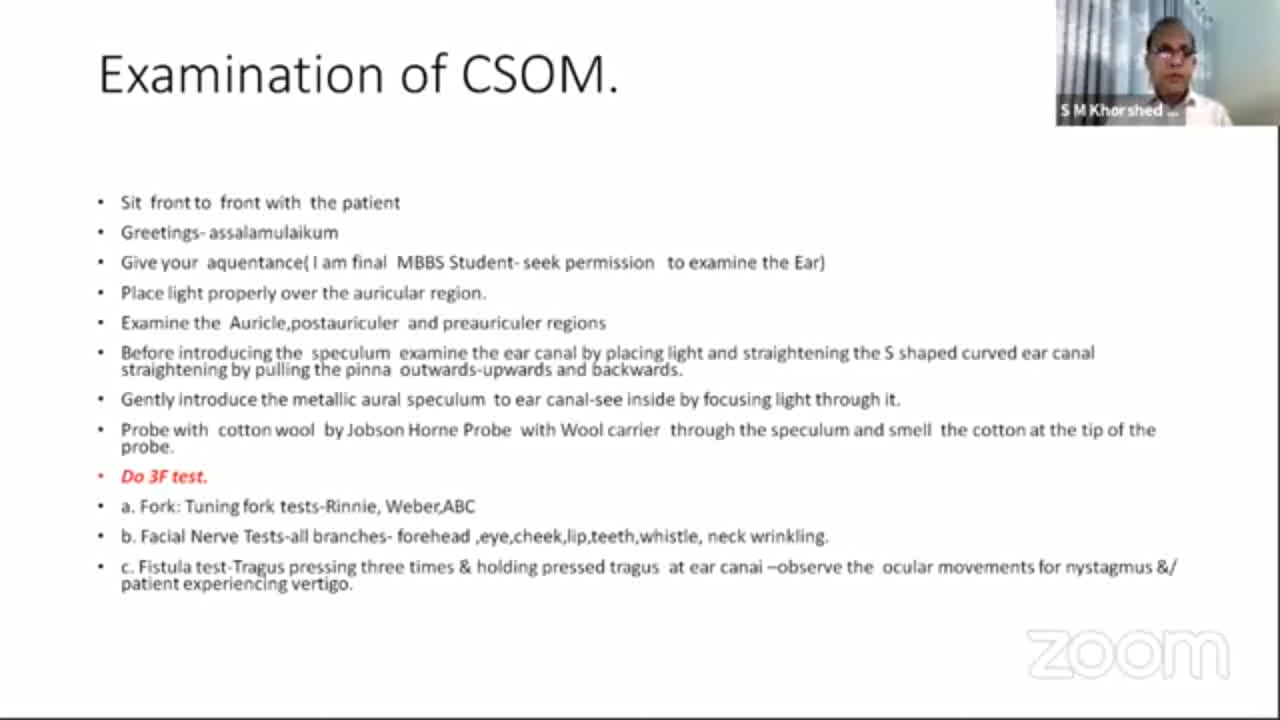 Examination of CSOM.
S M Khorshed ...
• Sit front to front with the patient
• Greetings- assalamulaikum
• Give your aquentance( I am final MBBS Student- seek permission to examine the Ear)
• Place light properly over the auricular region.
• Examine the Auricle,postauriculer and preauriculer regions
• Before introducing the speculum examine the ear canal by placing light and straightening the S shaped curved ear canal
straightening by pulling the pinna outwards-upwards and backwards.
• Gently introduce the metallic aural speculum to ear canal-see inside by focusing light through it.
• Probe with cotton wool by Jobson Horne Probe with Wool carrier through the speculum and smell the cotton at the tip of the
probe.
• Do 3F test.
• a. Fork: Tuning fork tests-Rinnie, Weber,ABC
• b. Facial Nerve Tests-all branches- forehead ,eye,cheek,lip,teeth,whistle, neck wrinkling.
• c. Fistula test-Tragus pressing three times & holding pressed tragus at ear canai –observe the ocular movements for nystagmus &/
patient experiencing vertigo.
zoom